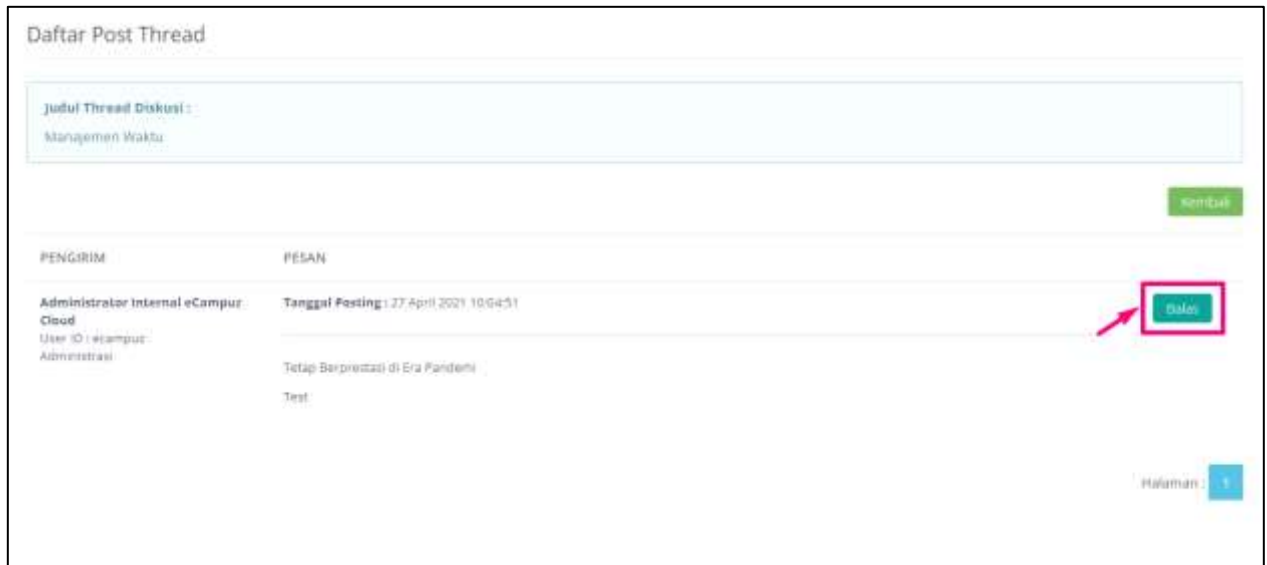 Daftar Post Thread
Judul Thread Diskusi :
Manajemen Waktu
Kembali
PENGIRIM PESAN
Administrator Internal eCampuz Cloud
Tanggal Posting : 27 April 2021 10:04:51
Balas
User ID : ecampuz
Administrasi
Tetap Berprestasi di Era Pandemi
Test
Halaman : 1